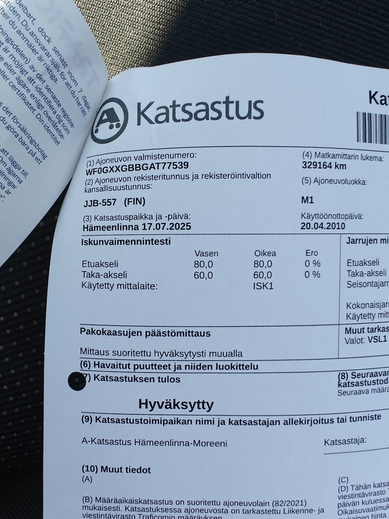 Katsastus
Ka
(1) Ajoneuvon valmistenumero:
WF0GXXGBBGAT77539
(2) Ajoneuvon rekisteritunnus ja rekisteröintivaltion
kansallisuustunnus:
JJB-557 (FIN)
(3) Katsastuspaikka ja -päivä:
Hämeenlinna 17.07.2025
(4) Matkamittarin lukema:
329164 km
(5) Ajoneuvoluokka:
M1
Käyttöönottopäivä:
20.04.2010
Iskunvaimennintesti
Vasen Oikea Ero
Etuakseli 80,0 80,0 0 %
Taka-akseli 60,0 60,0 0 %
Käytetty mittalaite: ISK1
Jarrujen mi
Etuakseli
Taka-akseli
Seisontajarr
Kokonaisjar
Käytetty mitt
Pakokaasujen päästömittaus
Mittaus suoritettu hyväksytysti muualla
Muut tarkas
Valot: VSL1
(6) Havaitut puutteet ja niiden luokittelu
7) Katsastuksen tulos
Hyväksytty
(8) Seuraavan
katsastustod
Seuraava määrä
(9) Katsastustoimipaikan nimi ja katsastajan allekirjoitus tai tunniste
A-Katsastus Hämeenlinna-Moreeni
Katsastaja:
(10) Muut tiedot
(A)
(B) Määräaikaiskatsastus on suoritettu ajoneuvolain (82/2021)
mukaisesti. Katsastuksessa ajoneuvosta on tarkastettu Liikenne- ja
viestintävirasto Traficomin määräyksen
(C)
(D) Tähän katsa
viestintävirasto
päivän kuluessa
Oikaisuvaatimu